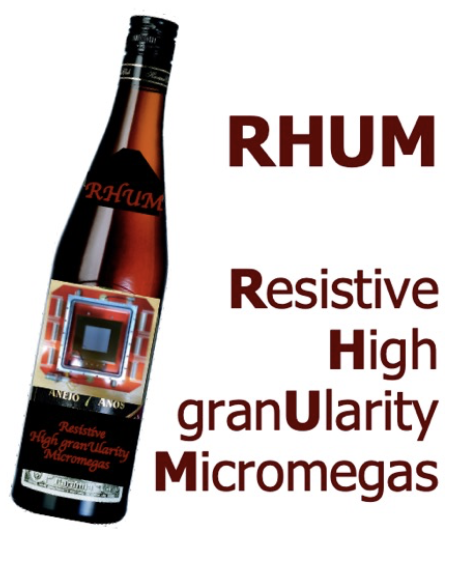 RHUM
RHUM
Resistive
High
granUlarity
Micromegas
AÑEJO 7 AÑOS
Resistive
High granUlarity
Micromegas